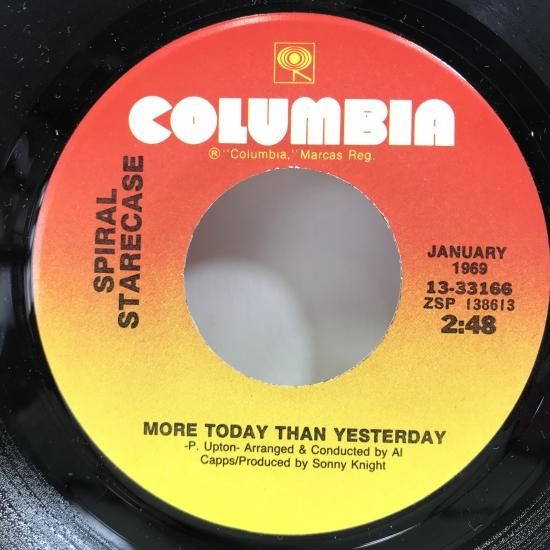 COLUMBIA
® "Columbia," Marcas Reg.
SPIRAL
STARECASE
JANUARY
1969
13-33166
ZSP 138613
2:48
MORE TODAY THAN YESTERDAY
-P. Upton- Arranged & Conducted by Al
Capps/Produced by Sonny Knight